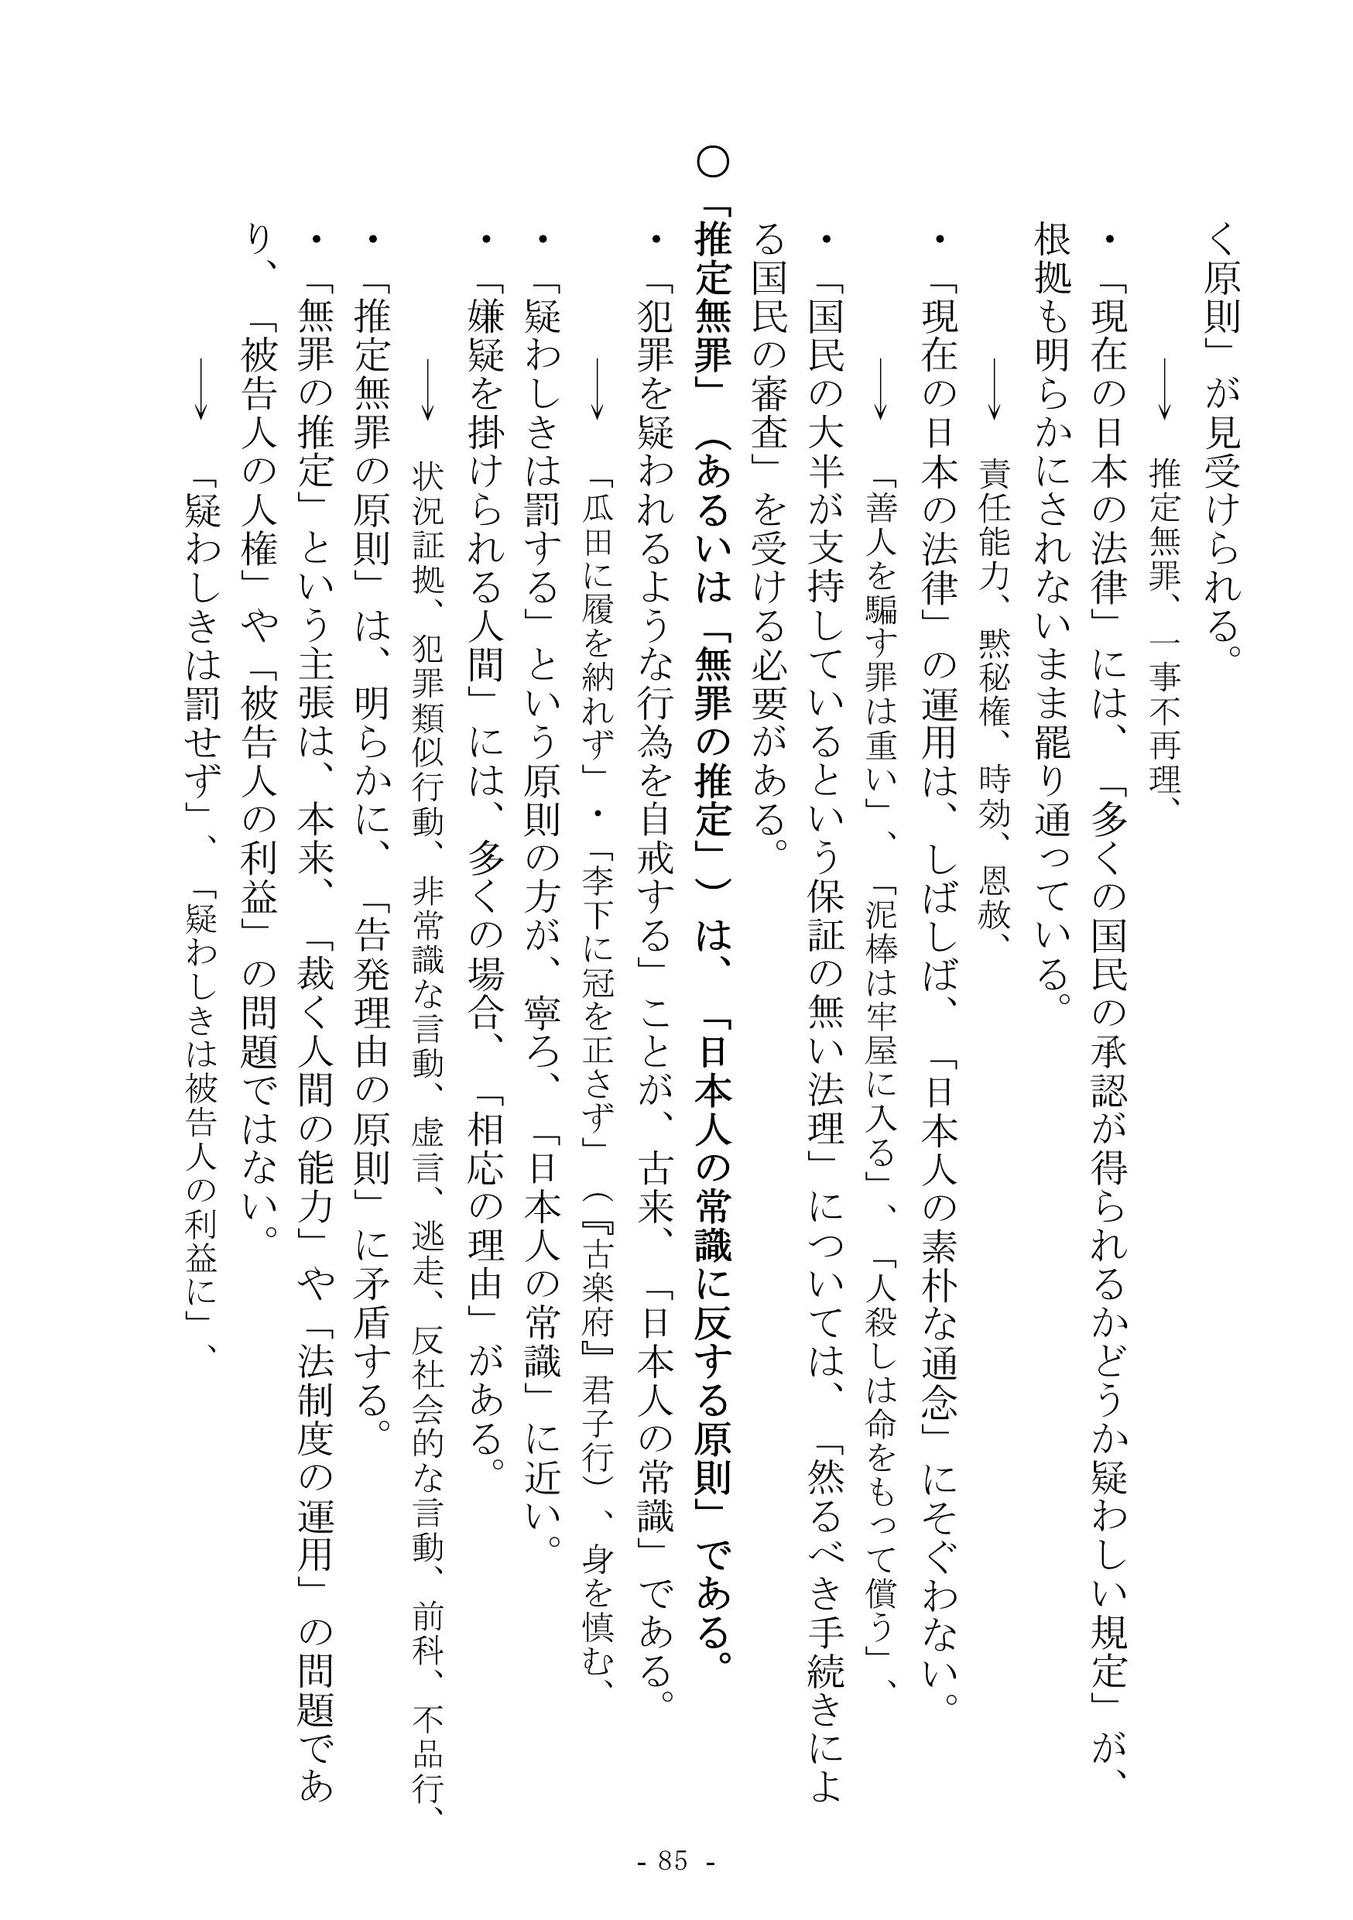 く原則」が見受けられる。
→ 推定無罪、一事不再理、
・「現在の日本の法律」には、「多くの国民の承認が得られるかどうか疑わしい規定」が、
根拠も明らかにされないまま罷り通っている。
→ 責任能力、黙秘権、時効、恩赦、
・「現在の日本の法律」の運用は、しばしば、「日本人の素朴な通念」にそぐわない。
→ 「善人を騙す罪は重い」、「泥棒は牢屋に入る」、「人殺しは命をもって償う」、
・「国民の大半が支持しているという保証の無い法理」については、「然るべき手続きによ
る国民の審査」を受ける必要がある。
○「推定無罪」（あるいは「無罪の推定」）は、「日本人の常識に反する原則」である。
・「犯罪を疑われるような行為を自戒する」ことが、古来、「日本人の常識」である。
→ 「瓜田に履を納れず」・「李下に冠を正さず」（『古楽府』君子行）、身を慎む、
・「疑わしきは罰する」という原則の方が、寧ろ、「日本人の常識」に近い。
・「嫌疑を掛けられる人間」には、多くの場合、「相応の理由」がある。
→ 状況証拠、犯罪類似行動、非常識な言動、虚言、逃走、反社会的な言動、前科、不品行、
・「推定無罪の原則」は、明らかに、「告発理由の原則」に矛盾する。
・「無罪の推定」という主張は、本来、「裁く人間の能力」や「法制度の運用」の問題であ
り、「被告人の人権」や「被告人の利益」の問題ではない。
→ 「疑わしきは罰せず」、「疑わしきは被告人の利益に」、
- 85 -